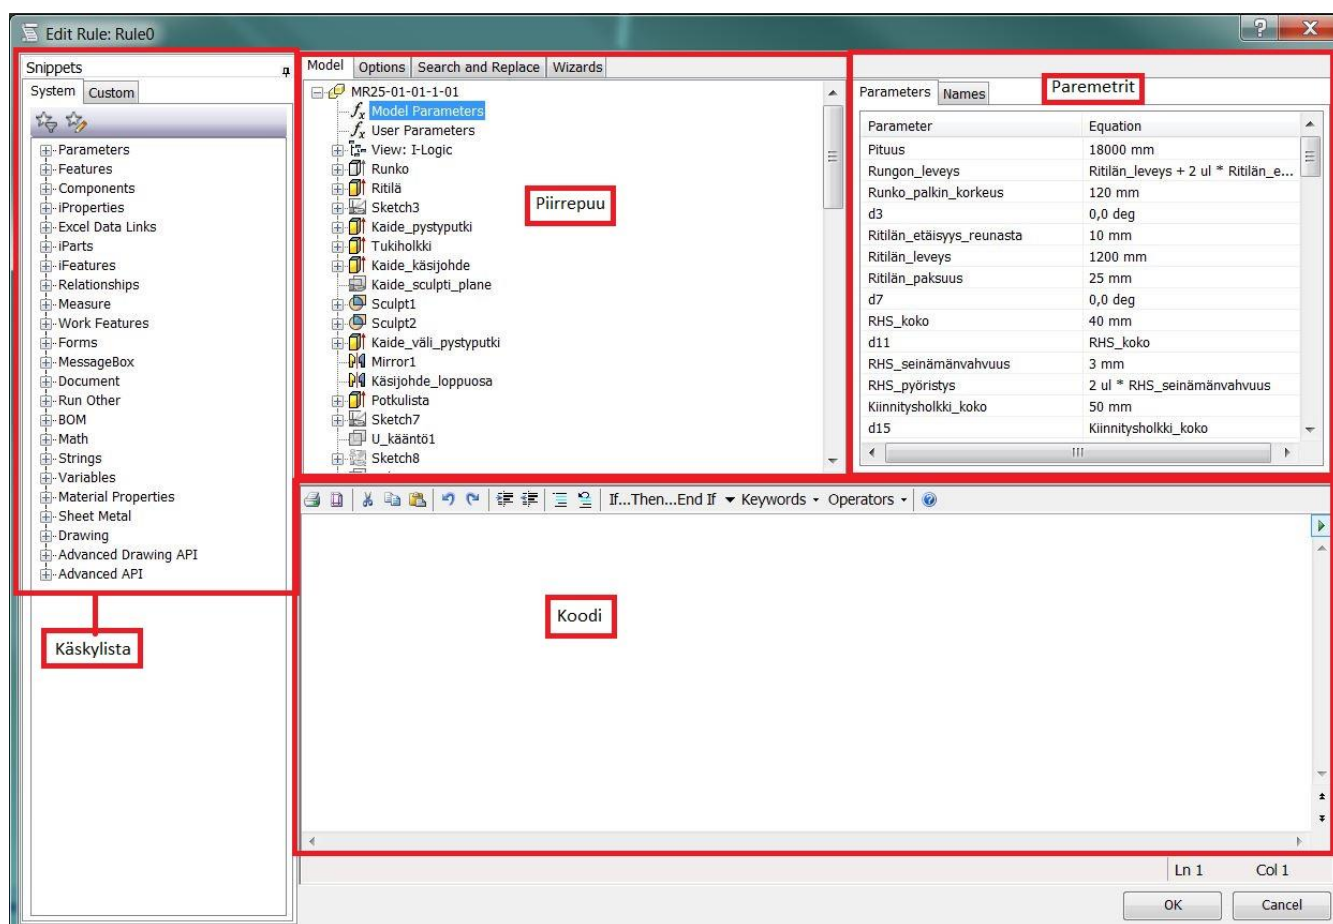 Edit Rule: Rule0
Snippets
System Custom
Parameters
Features
Components
iProperties
Excel Data Links
iParts
iFeatures
Relationships
Measure
Work Features
Forms
MessageBox
Document
Run Other
BOM
Math
Strings
Variables
Material Properties
Sheet Metal
Drawing
Advanced Drawing API
Advanced API
Käskylista
Model Options Search and Replace Wizards
MR25-01-01-1-01
fx Model Parameters
fx User Parameters
View: I-Logic
Runko
Ritilä
Sketch3
Kaide_pystyputki
Tukiholkki
Kaide_käsijohde
Kaide_sculpti_plane
Sculpt1
Sculpt2
Kaide_väli_pystyputki
Mirror1
Käsijohde_loppuosa
Potkulista
Sketch7
U_kääntö1
Sketch8
Piirrepuu
Parameters Names
Paremetrit
Parameter Equation
Pituus 18000 mm
Rungon_leveys Ritilän_leveys + 2 ul * Ritilän_e...
Runko_palkin_korkeus 120 mm
d3 0,0 deg
Ritilän_etäisyys_reunasta 10 mm
Ritilän_leveys 1200 mm
Ritilän_paksuus 25 mm
d7 0,0 deg
RHS_koko 40 mm
d11 RHS_koko
RHS_seinämänvahvuus 3 mm
RHS_pyöristys 2 ul * RHS_seinämänvahvuus
Kiinnitysholkki_koko 50 mm
d15 Kiinnitysholkki_koko
If...Then...End If Keywords Operators
Koodi
Ln 1 Col 1
OK Cancel